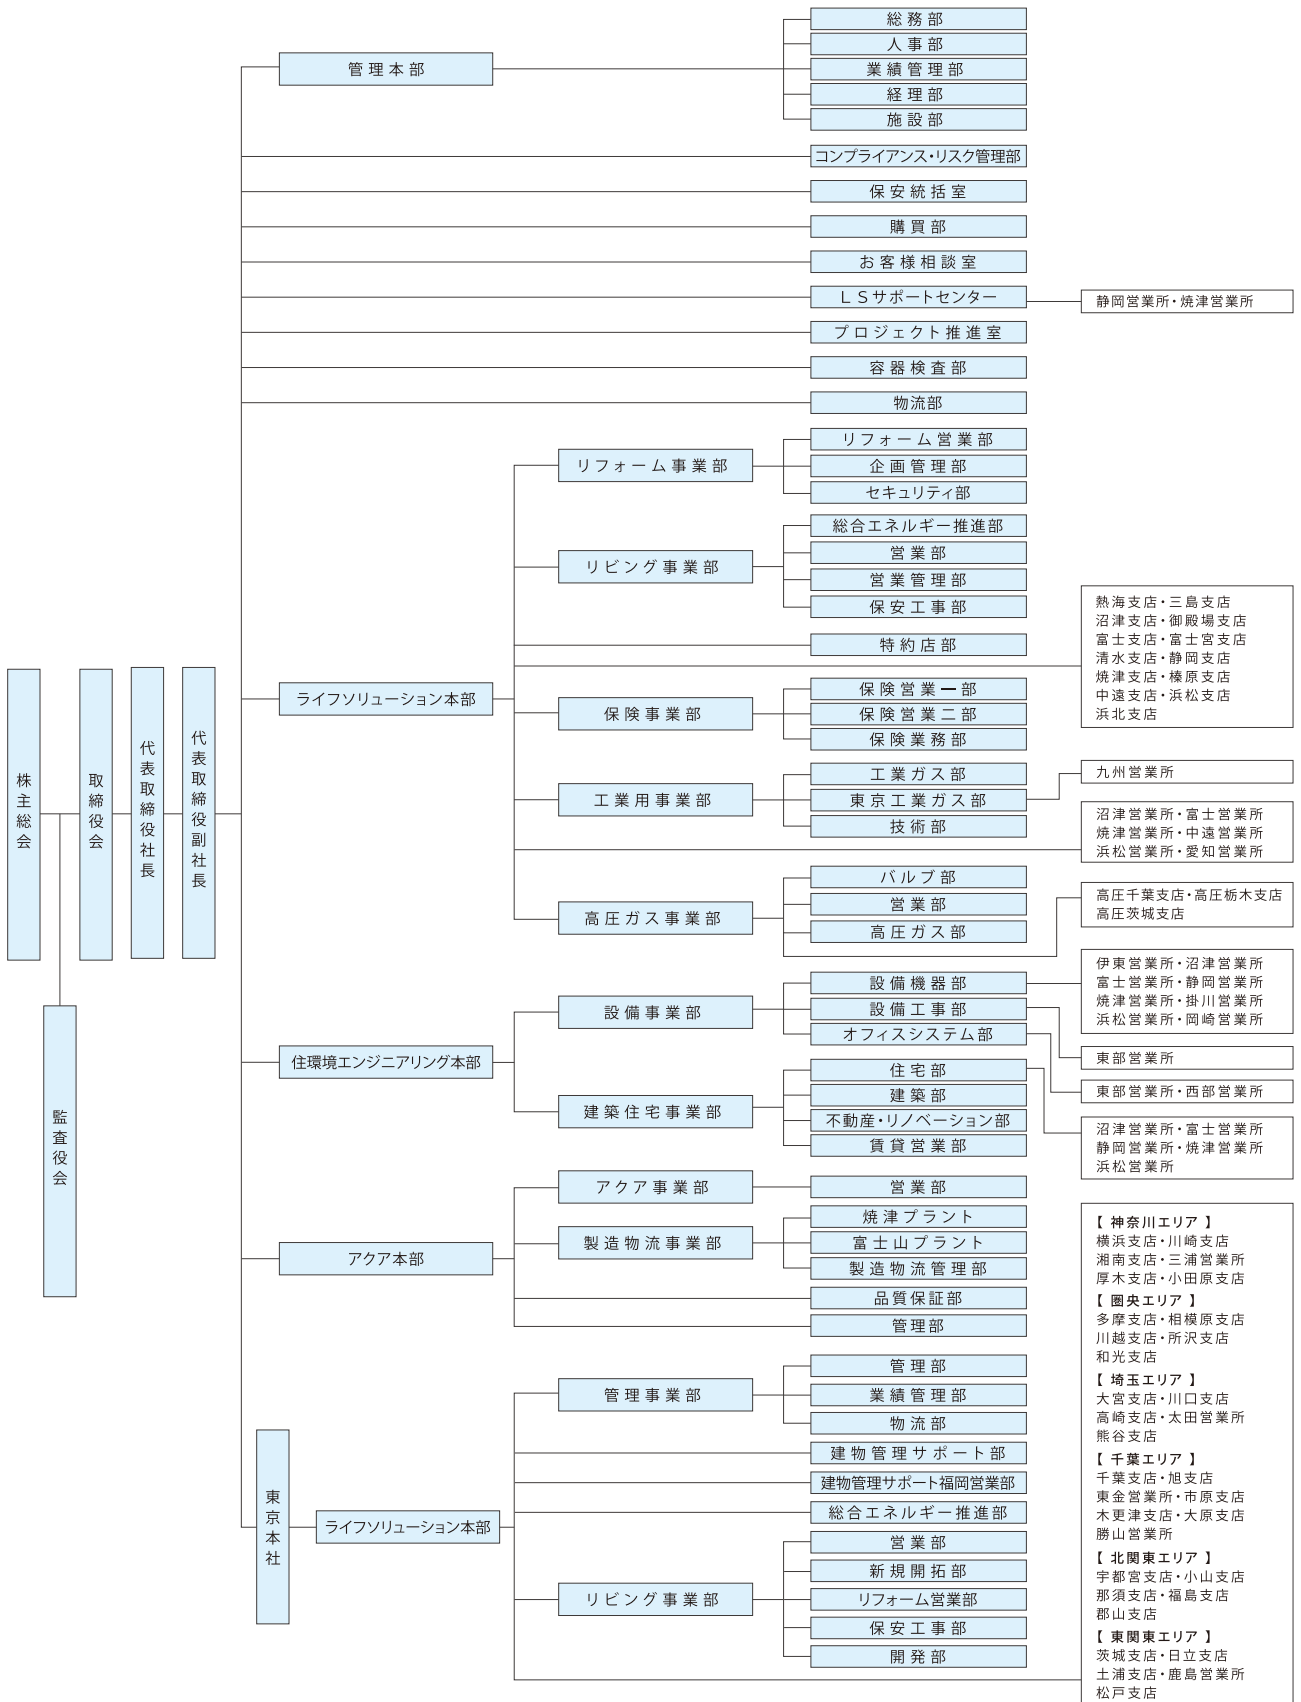 株主総会
監査役会
取締役会
代表取締役社長
代表取締役副社長
管理本部
総務部
人事部
業績管理部
経理部
施設部
コンプライアンス・リスク管理部
保安統括室
購買部
お客様相談室
LSサポートセンター
静岡営業所・焼津営業所
プロジェクト推進室
容器検査部
物流部
ライフソリューション本部
リフォーム事業部
リフォーム営業部
企画管理部
セキュリティ部
リビング事業部
総合エネルギー推進部
営業部
営業管理部
保安工事部
特約店部
熱海支店・三島支店
沼津支店・御殿場支店
富士支店・富士宮支店
清水支店・静岡支店
焼津支店・榛原支店
中遠支店・浜松支店
浜北支店
保険事業部
保険営業一部
保険営業二部
保険業務部
工業用事業部
工業ガス部
東京工業ガス部
技術部
九州営業所
沼津営業所・富士営業所
焼津営業所・中遠営業所
浜松営業所・愛知営業所
高圧ガス事業部
バルブ部
営業部
高圧ガス部
高圧千葉支店・高圧栃木支店
高圧茨城支店
住環境エンジニアリング本部
設備事業部
設備機器部
設備工事部
オフィスシステム部
伊東営業所・沼津営業所
富士営業所・静岡営業所
焼津営業所・掛川営業所
浜松営業所・岡崎営業所
東部営業所
東部営業所・西部営業所
建築住宅事業部
住宅部
建築部
不動産・リノベーション部
賃貸営業部
沼津営業所・富士営業所
静岡営業所・焼津営業所
浜松営業所
アクア本部
アクア事業部
営業部
製造物流事業部
焼津プラント
富士山プラント
製造物流管理部
品質保証部
管理部
東京本社
ライフソリューション本部
管理事業部
管理部
業績管理部
物流部
建物管理サポート部
建物管理サポート福岡営業部
総合エネルギー推進部
リビング事業部
営業部
新規開拓部
リフォーム営業部
保安工事部
開発部
【 神奈川エリア 】
横浜支店・川崎支店
湘南支店・三浦営業所
厚木支店・小田原支店
【 圏央エリア 】
多摩支店・相模原支店
川越支店・所沢支店
和光支店
【 埼玉エリア 】
大宮支店・川口支店
高崎支店・太田営業所
熊谷支店
【 千葉エリア 】
千葉支店・旭支店
東金営業所・市原支店
木更津支店・大原支店
勝山営業所
【 北関東エリア 】
宇都宮支店・小山支店
那須支店・福島支店
郡山支店
【 東関東エリア 】
茨城支店・日立支店
土浦支店・鹿島営業所
松戸支店